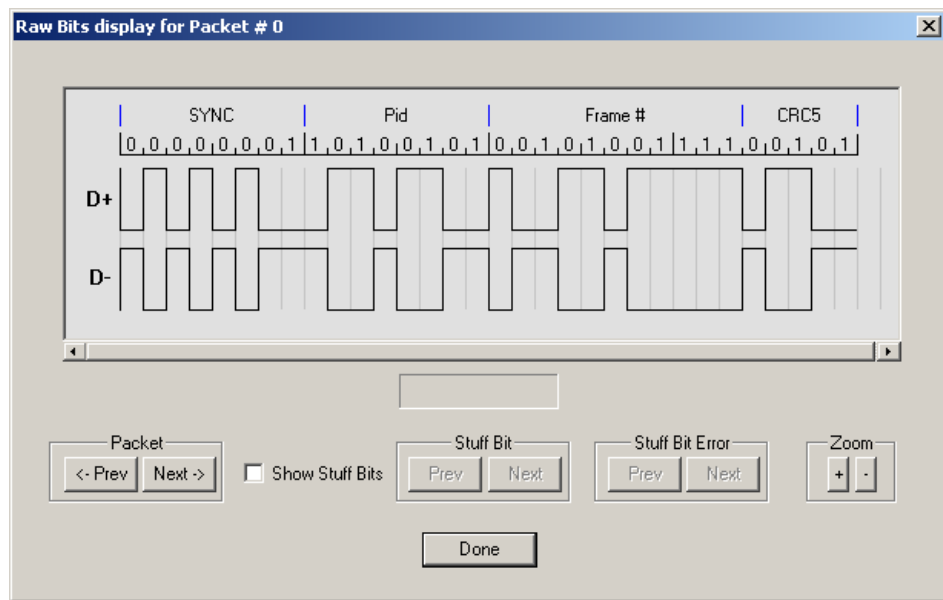 Raw Bits display for Packet # 0
SYNC Pid Frame # CRC5
0,0,0,0,0,0,0,1 1,0,1,0,0,1,0,1 0,0,1,0,1,0,0,1,1,1,1 0,0,1,0,1
D+
D-
Packet Stuff Bit Stuff Bit Error Zoom
<- Prev Next -> Show Stuff Bits Prev Next Prev Next + -
Done